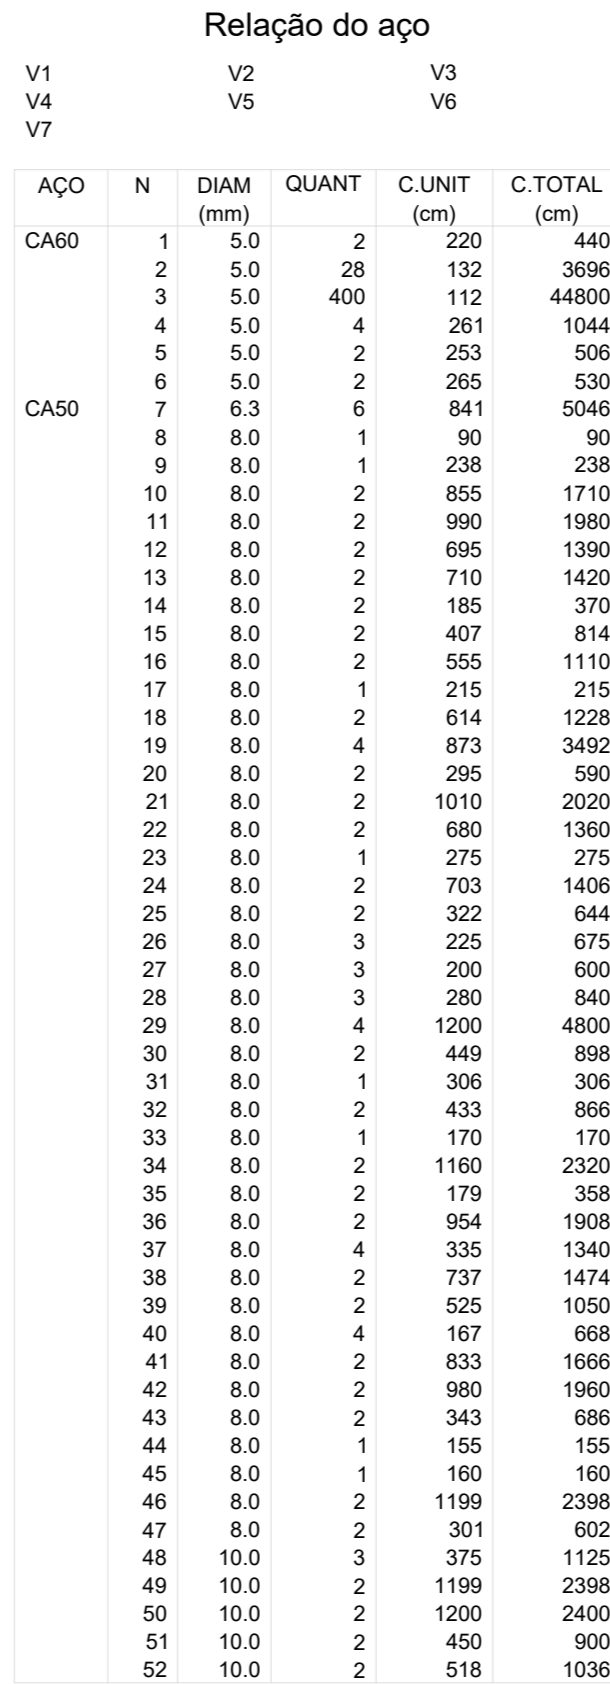 Relação do aço
V1 V2 V3
V4 V5 V6
V7
AÇO N DIAM QUANT C.UNIT C.TOTAL
(mm) (cm) (cm)
CA60 1 5.0 2 220 440
2 5.0 28 132 3696
3 5.0 400 112 44800
4 5.0 4 261 1044
5 5.0 2 253 506
6 5.0 2 265 530
CA50 7 6.3 6 841 5046
8 8.0 1 90 90
9 8.0 1 238 238
10 8.0 2 855 1710
11 8.0 2 990 1980
12 8.0 2 695 1390
13 8.0 2 710 1420
14 8.0 2 185 370
15 8.0 2 407 814
16 8.0 2 555 1110
17 8.0 1 215 215
18 8.0 2 614 1228
19 8.0 4 873 3492
20 8.0 2 295 590
21 8.0 2 1010 2020
22 8.0 2 680 1360
23 8.0 1 275 275
24 8.0 2 703 1406
25 8.0 2 322 644
26 8.0 3 225 675
27 8.0 3 200 600
28 8.0 3 280 840
29 8.0 4 1200 4800
30 8.0 2 449 898
31 8.0 1 306 306
32 8.0 2 433 866
33 8.0 1 170 170
34 8.0 2 1160 2320
35 8.0 2 179 358
36 8.0 2 954 1908
37 8.0 4 335 1340
38 8.0 2 737 1474
39 8.0 2 525 1050
40 8.0 4 167 668
41 8.0 2 833 1666
42 8.0 2 980 1960
43 8.0 2 343 686
44 8.0 1 155 155
45 8.0 1 160 160
46 8.0 2 1199 2398
47 8.0 2 301 602
48 10.0 3 375 1125
49 10.0 2 1199 2398
50 10.0 2 1200 2400
51 10.0 2 450 900
52 10.0 2 518 1036